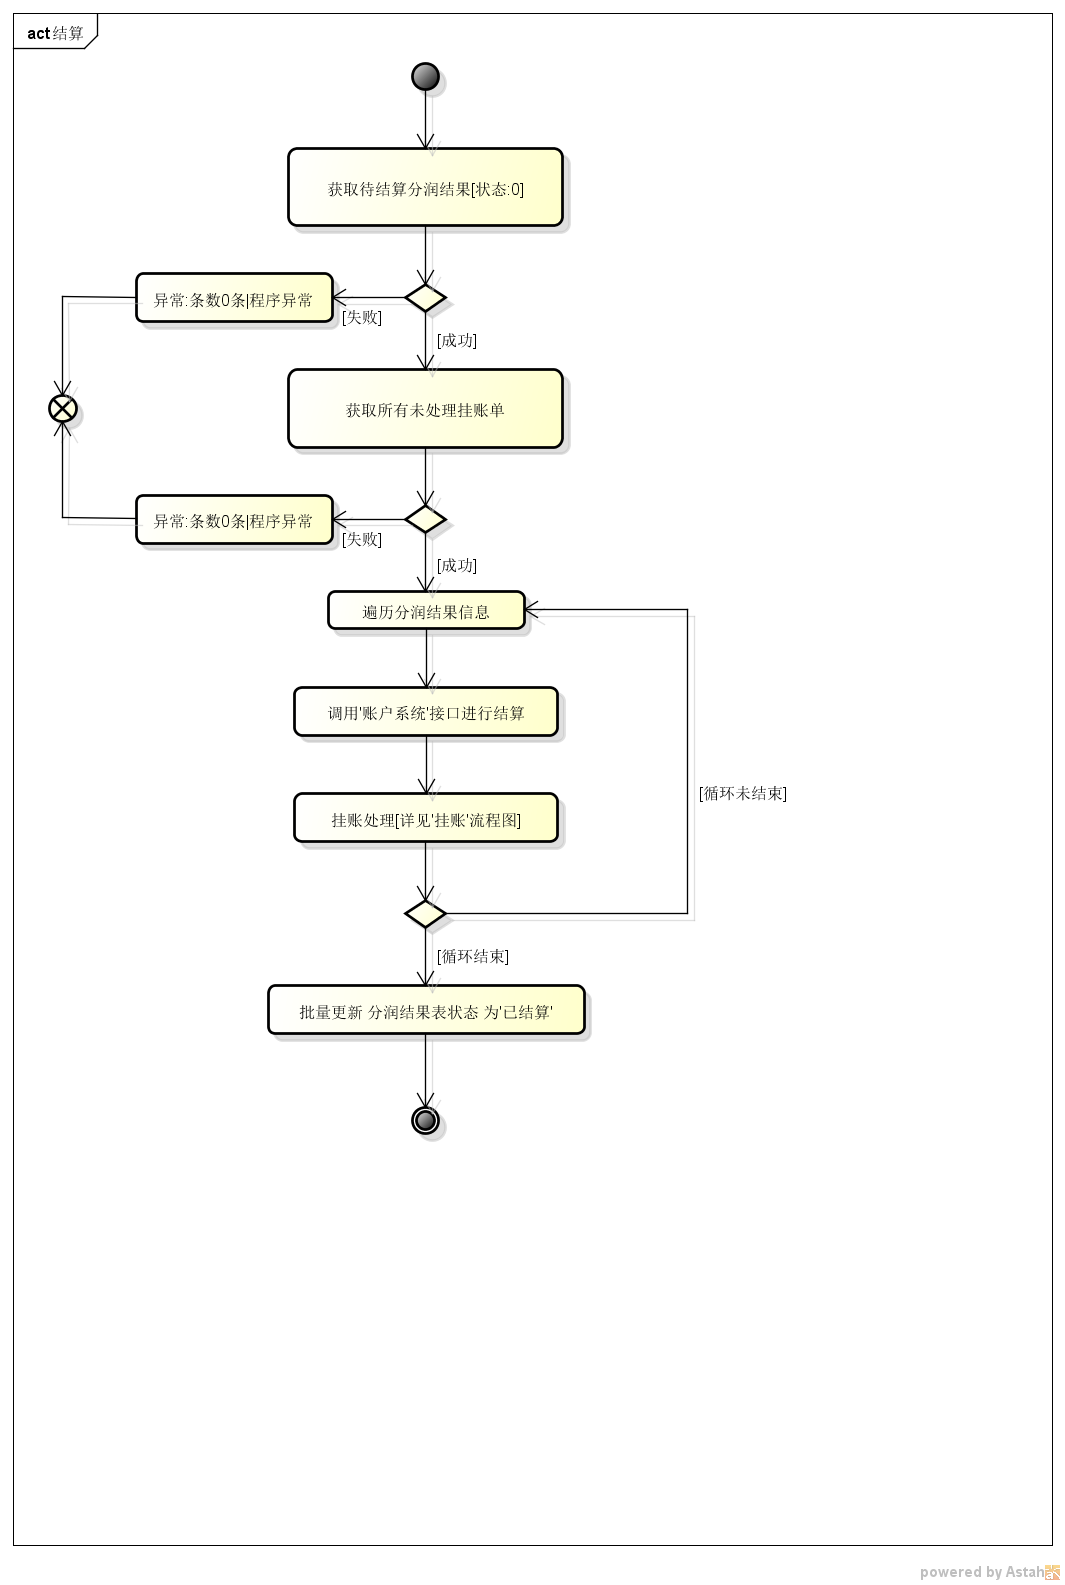 act 结算
获取待结算分润结果[状态:0]
异常:条数0条|程序异常
[失败]
[成功]
获取所有未处理挂账单
异常:条数0条|程序异常
[失败]
[成功]
遍历分润结果信息
调用'账户系统'接口进行结算
[循环未结束]
挂账处理[详见'挂账'流程图]
[循环结束]
批量更新 分润结果表状态 为'已结算'
powered by Astah